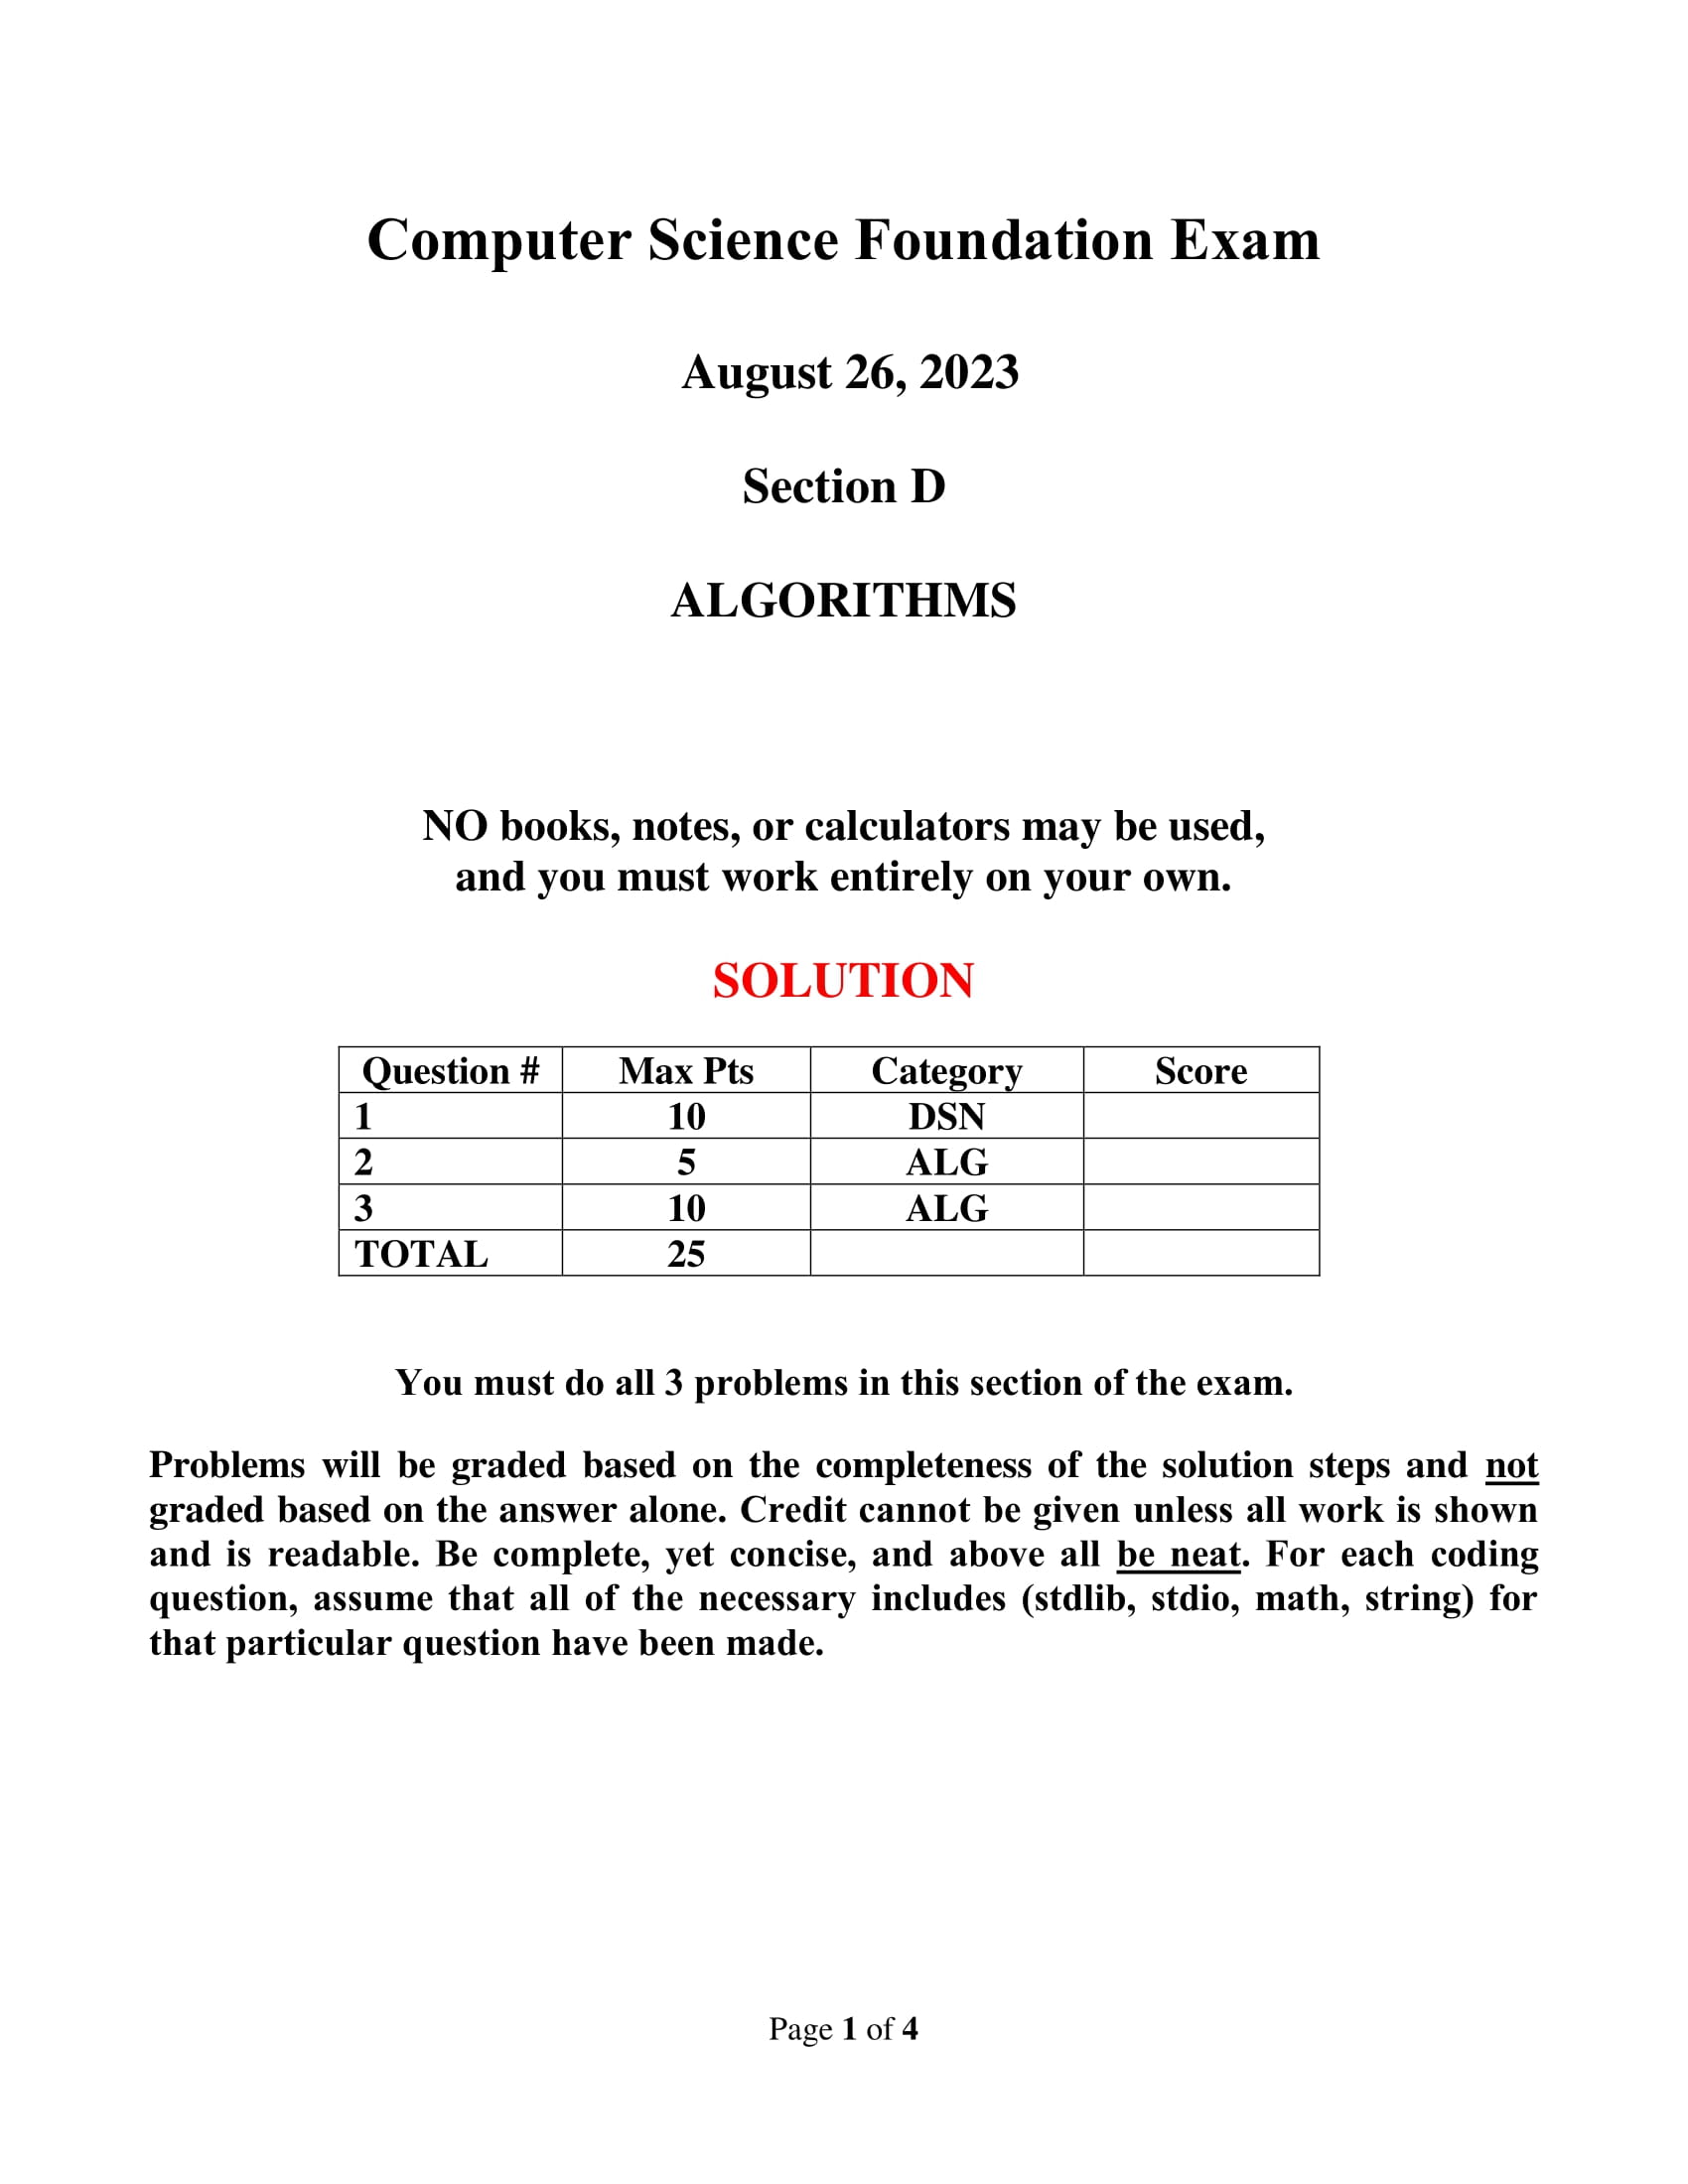 Computer Science Foundation Exam
August 26, 2023
Section D
ALGORITHMS
NO books, notes, or calculators may be used,
and you must work entirely on your own.
SOLUTION
Question # Max Pts Category Score
1 10 DSN
2 5 ALG
3 10 ALG
TOTAL 25
You must do all 3 problems in this section of the exam.
Problems will be graded based on the completeness of the solution steps and not
graded based on the answer alone. Credit cannot be given unless all work is shown
and is readable. Be complete, yet concise, and above all be neat. For each coding
question, assume that all of the necessary includes (stdlib, stdio, math, string) for
that particular question have been made.
Page 1 of 4